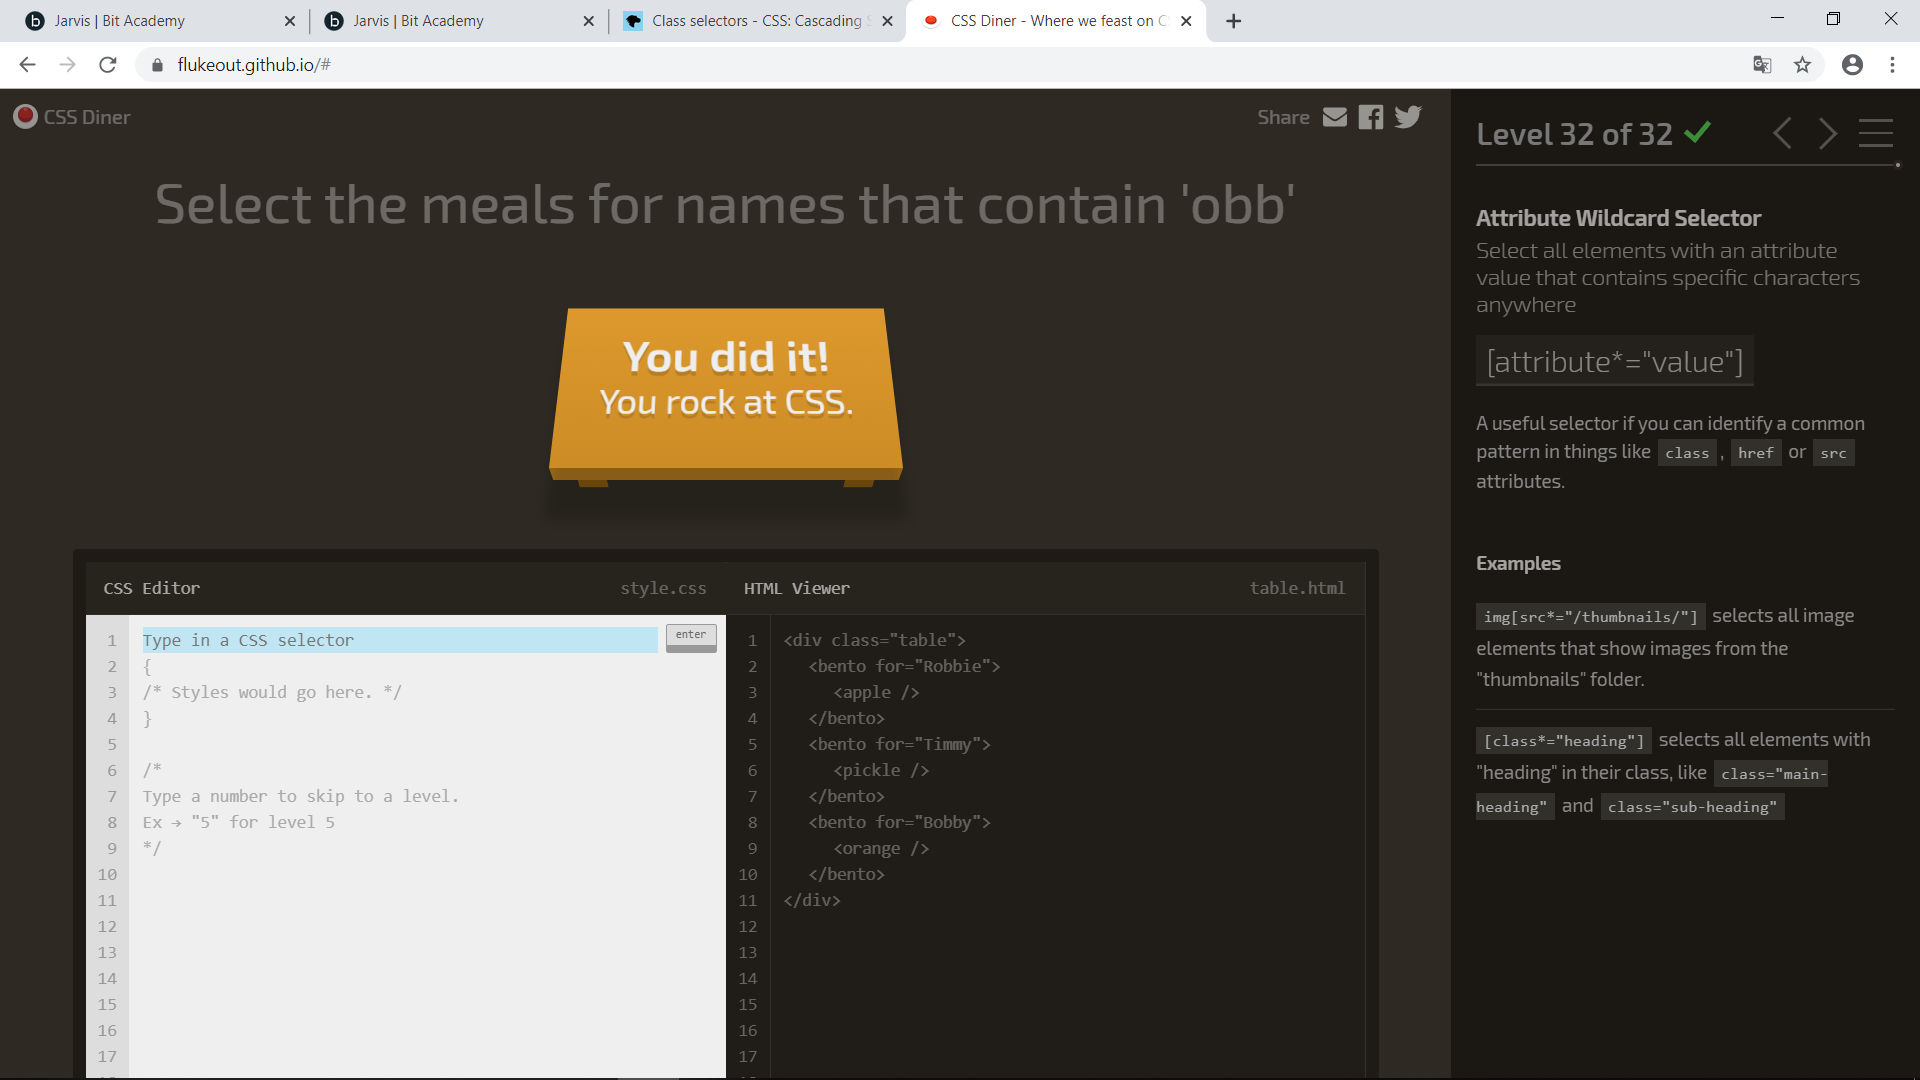 Jarvis | Bit Academy
Jarvis | Bit Academy
Class selectors - CSS: Cascading S
CSS Diner - Where we feast on C
flukeout.github.io/#
CSS Diner
Share
Select the meals for names that contain 'obb'
You did it!
You rock at CSS.
CSS Editor
style.css
HTML Viewer
table.html
1 Type in a CSS selector
enter
2 {
3 /* Styles would go here. */
4 }
5
6 /*
7 Type a number to skip to a level.
8 Ex → "5" for level 5
9 */
10
11
12
13
14
15
16
17
1 <div class="table">
2 <bento for="Robbie">
3 <apple />
4 </bento>
5 <bento for="Timmy">
6 <pickle />
7 </bento>
8 <bento for="Bobby">
9 <orange />
10 </bento>
11 </div>
12
13
14
15
16
17
Level 32 of 32
Attribute Wildcard Selector
Select all elements with an attribute
value that contains specific characters
anywhere
[attribute*="value"]
A useful selector if you can identify a common
pattern in things like class , href or src
attributes.
Examples
img[src*="/thumbnails/"] selects all image
elements that show images from the
"thumbnails" folder.
[class*="heading"] selects all elements with
"heading" in their class, like class="main-
heading" and class="sub-heading"